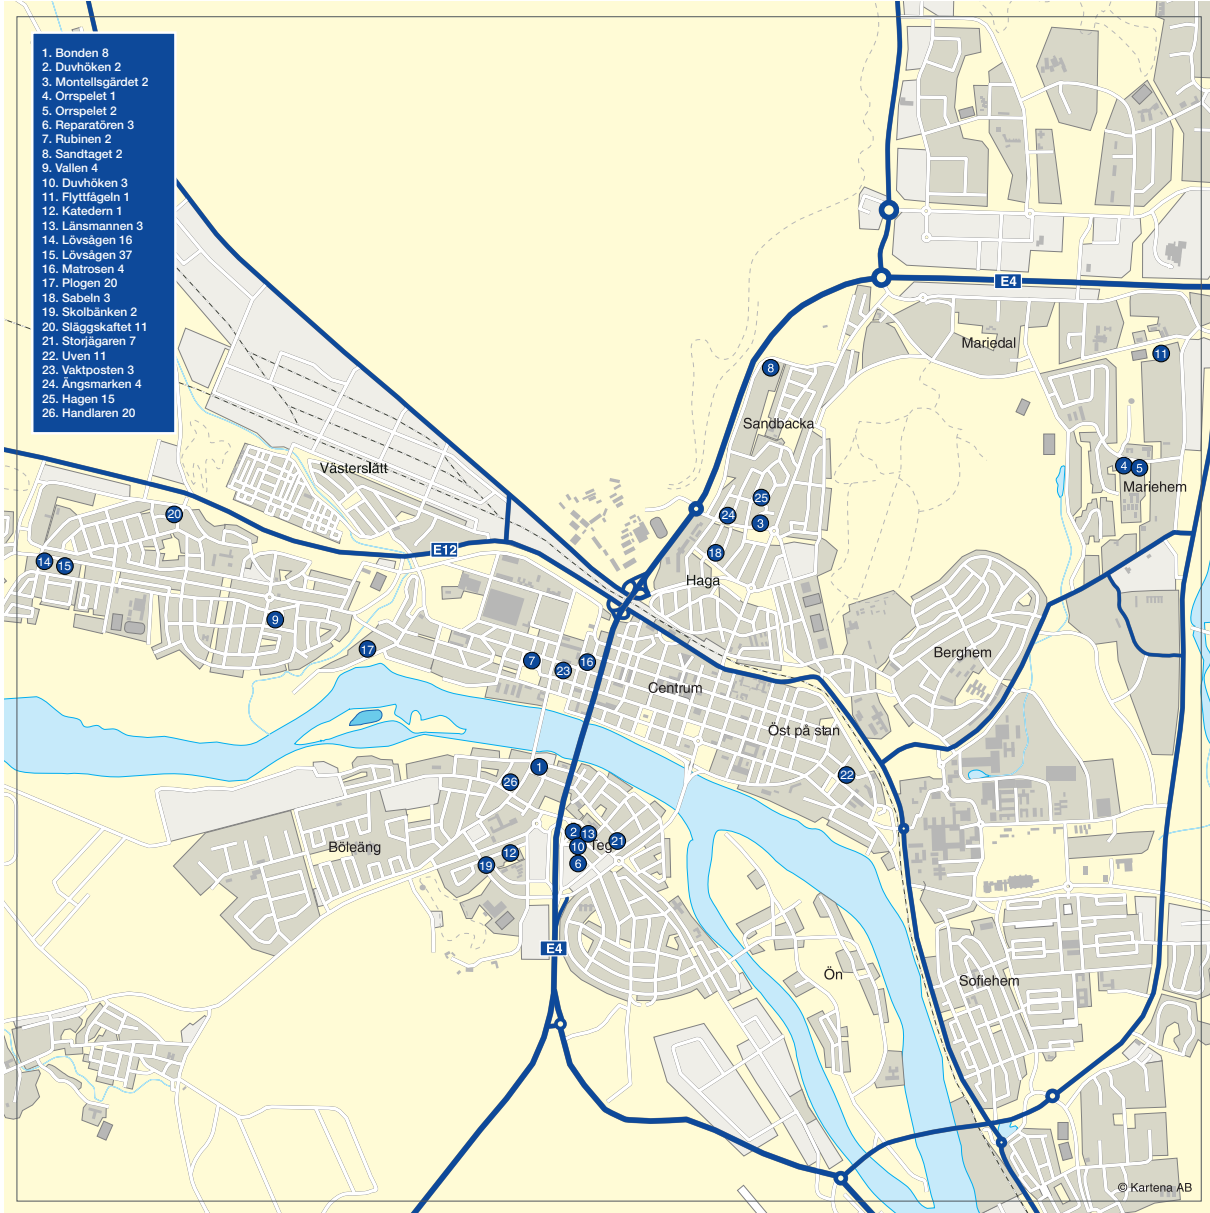 1. Bonden 8
2. Duvhöken 2
3. Montellsgärdet 2
4. Orrspelet 1
5. Orrspelet 2
6. Reparatören 3
7. Rubinen 2
8. Sandtaget 2
9. Vallen 4
10. Duvhöken 3
11. Flyttfågeln 1
12. Katedern 1
13. Länsmannen 3
14. Lövsågen 16
15. Lövsågen 37
16. Matrosen 4
17. Plogen 20
18. Sabeln 3
19. Skolbänken 2
20. Släggskaftet 11
21. Storjägaren 7
22. Uven 11
23. Vaktposten 3
24. Ängsmarken 4
25. Hagen 15
26. Handlaren 20
E4
Mariedal
11
8
Sandbacka
Västerslätt
4
5
Mariehem
25
24
3
20
E12
18
14
15
Haga
9
17
7
23
16
Berghem
Centrum
Öst på stan
1
26
22
2
13
10
21
Teg
6
Böleäng
12
19
E4
Ön
Sofiehem
© Kartena AB